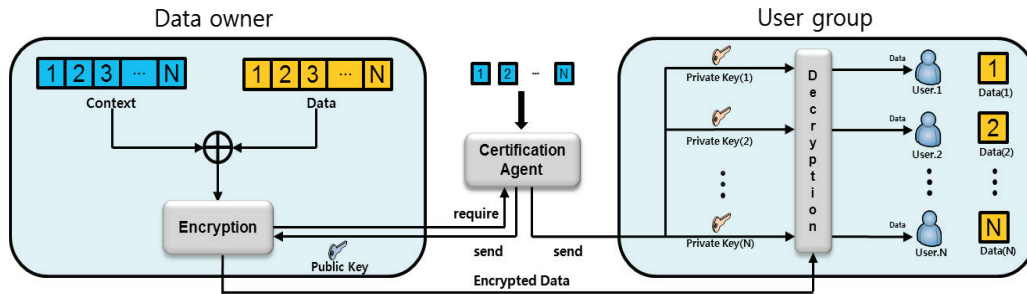 Data owner
User group
1 2 3 ... N
1 2 3 ... N
Context
Data
1 2 ... N
Certification
Agent
Encryption
require
send
send
Public Key
Encrypted Data
Private Key(1)
Private Key(2)
Private Key(N)
Decryption
Data
User.1
1
Data(1)
Data
User.2
2
Data(2)
Data
User.N
N
Data(N)